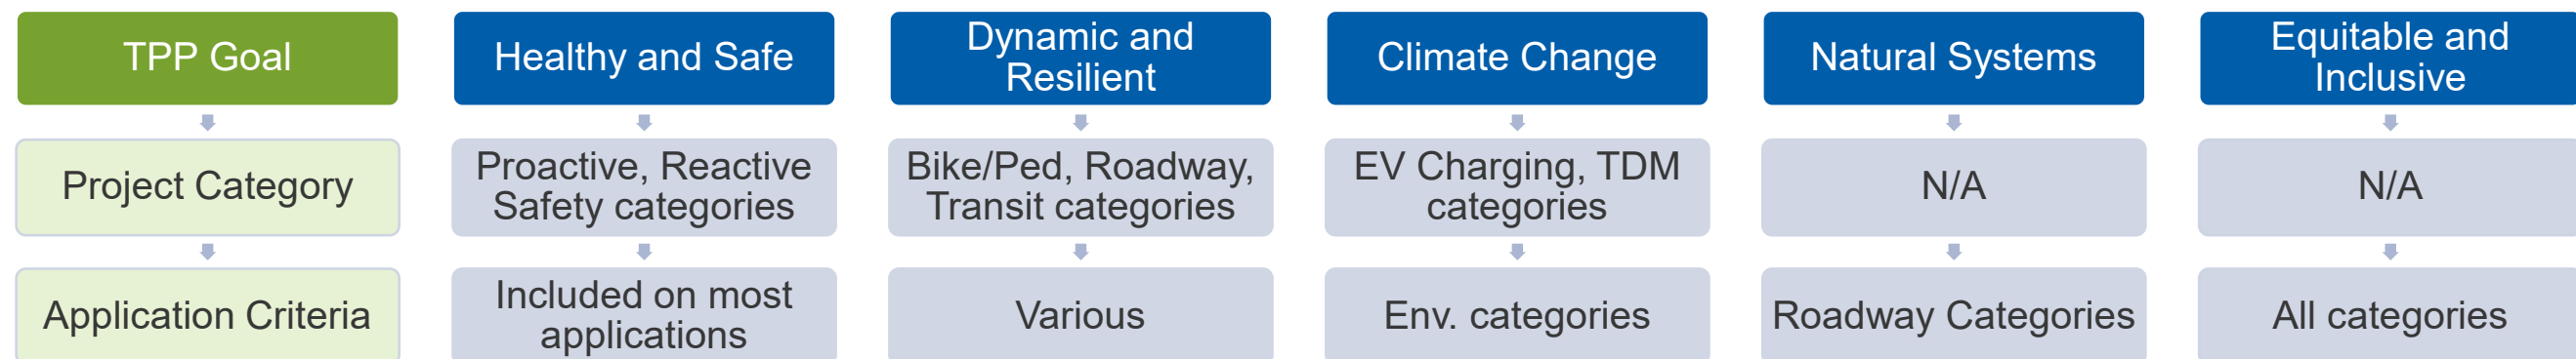 TPP Goal
Healthy and Safe
Dynamic and
Resilient
Climate Change
Natural Systems
Equitable and
Inclusive
Project Category
Proactive, Reactive
Safety categories
Bike/Ped, Roadway,
Transit categories
EV Charging, TDM
categories
N/A
N/A
Application Criteria
Included on most
applications
Various
Env. categories
Roadway Categories
All categories